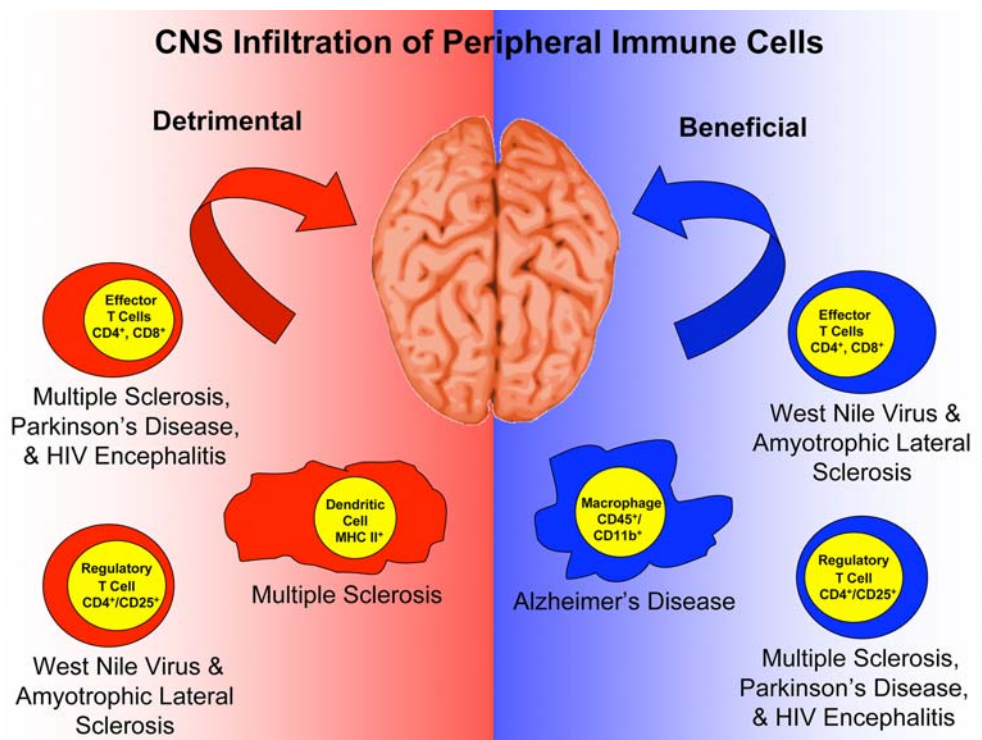 CNS Infiltration of Peripheral Immune Cells
Detrimental
Effector
T Cells
CD4⁺, CD8⁺
Multiple Sclerosis,
Parkinson's Disease,
& HIV Encephalitis
Dendritic
Cell
MHC II⁺
Multiple Sclerosis
Regulatory
T Cell
CD4⁺/CD25⁺
West Nile Virus &
Amyotrophic Lateral
Sclerosis
Beneficial
Effector
T Cells
CD4⁺, CD8⁺
West Nile Virus &
Amyotrophic Lateral
Sclerosis
Macrophage
CD45⁺/
CD11b⁺
Alzheimer's Disease
Regulatory
T Cell
CD4⁺/CD25⁺
Multiple Sclerosis,
Parkinson's Disease,
& HIV Encephalitis